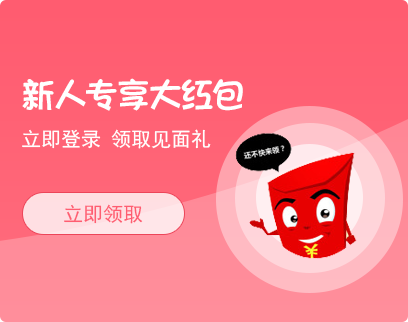 新人专享大红包
立即登录 领取见面礼
还不快来领？
立即领取
¥